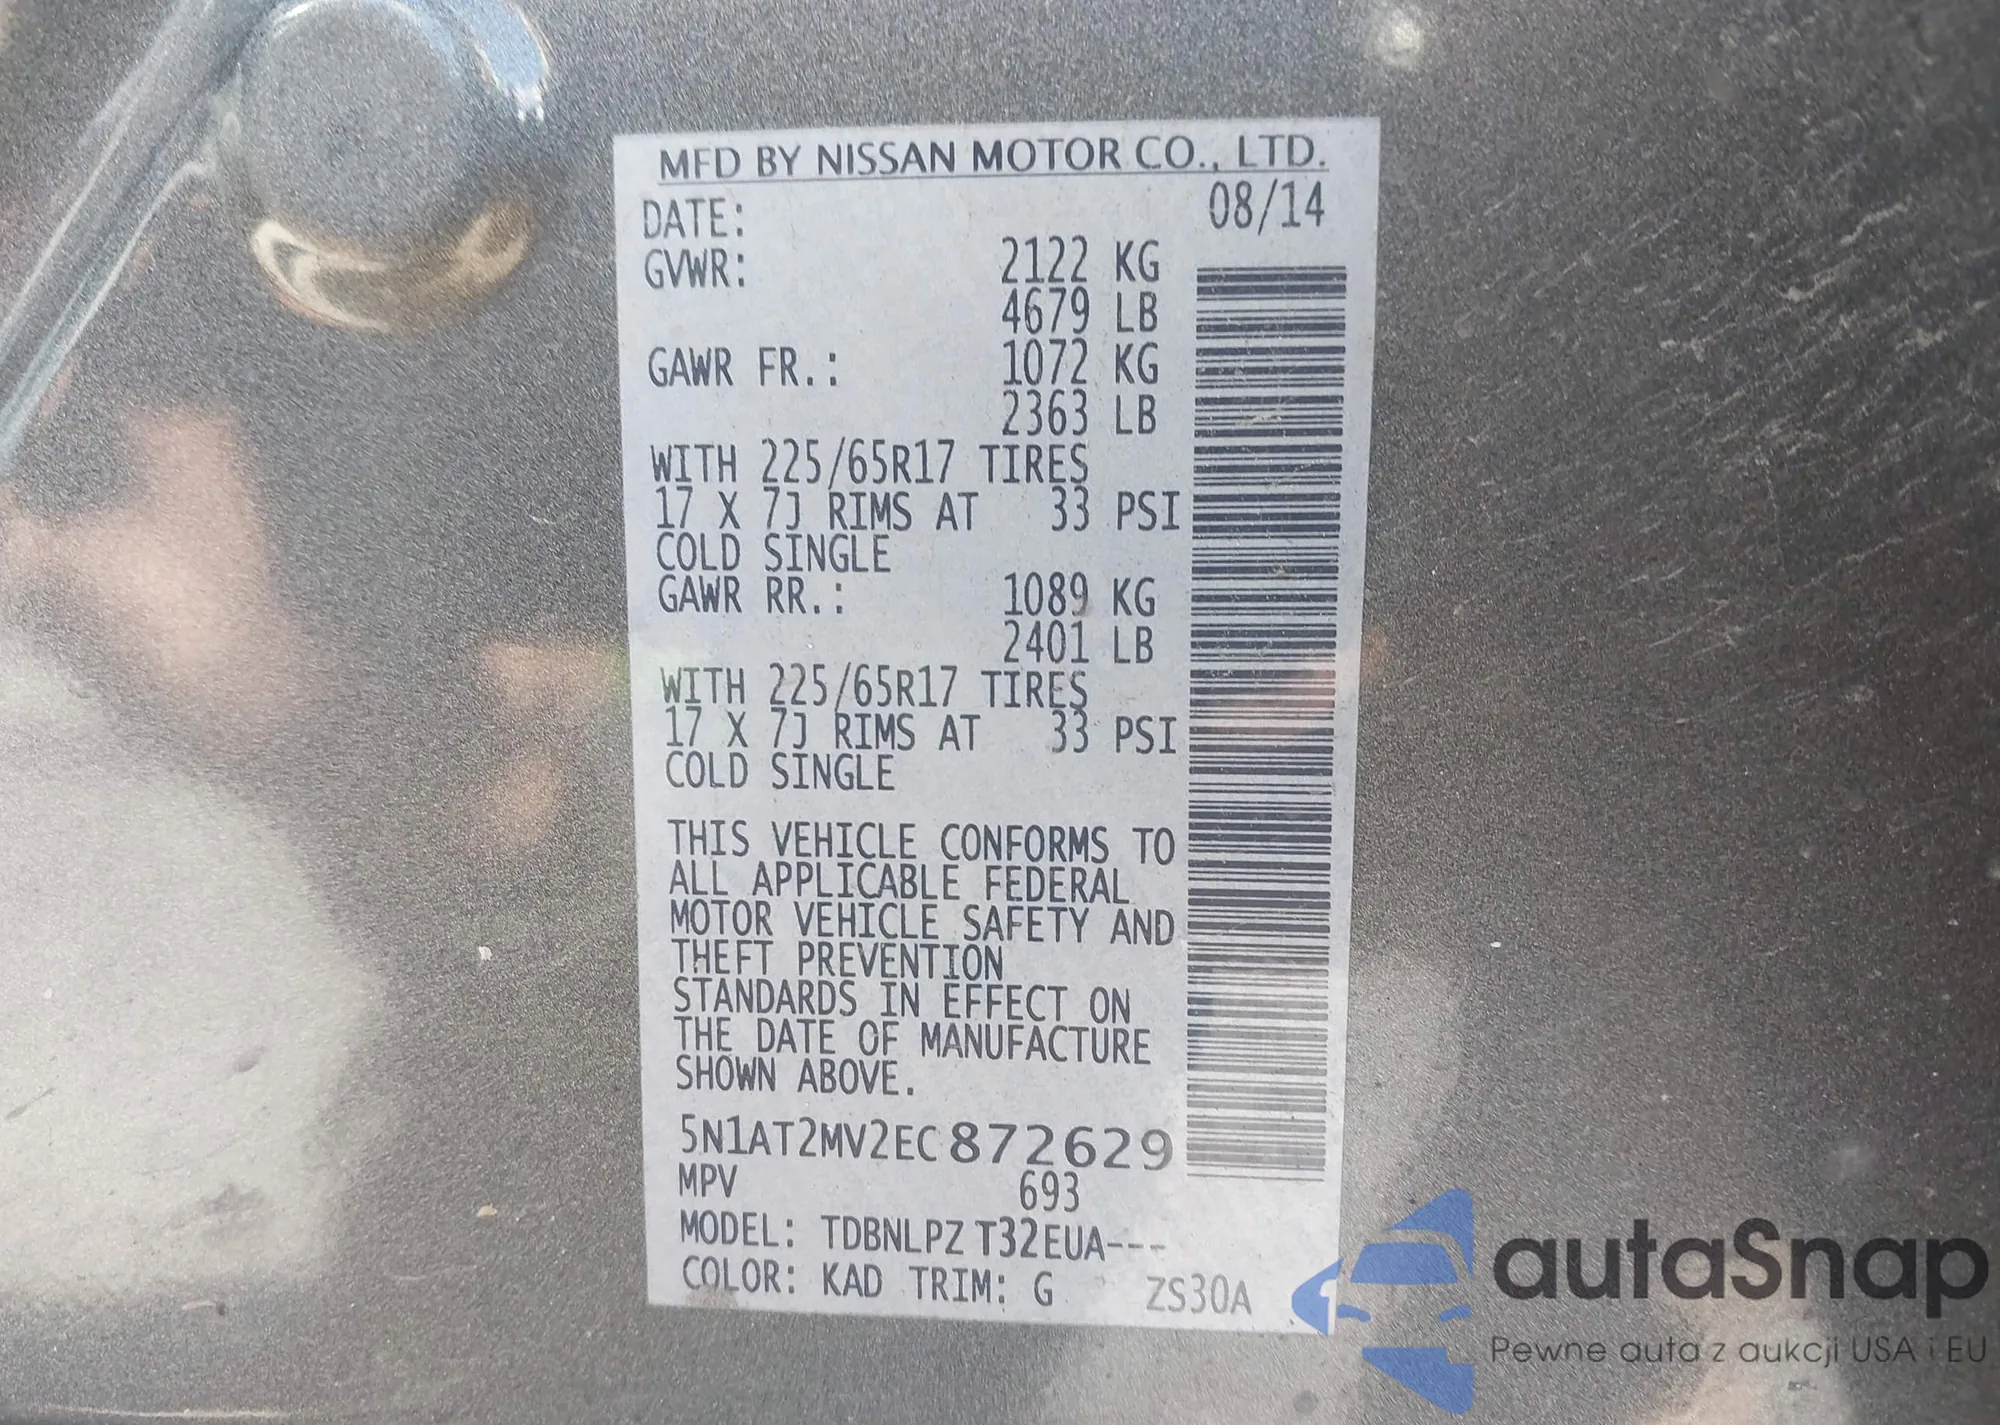 MFD BY NISSAN MOTOR CO., LTD.
DATE: 08/14
GVWR: 2122 KG
4679 LB
GAWR FR.: 1072 KG
2363 LB
WITH 225/65R17 TIRES
17 X 7J RIMS AT 33 PSI
COLD SINGLE
GAWR RR.: 1089 KG
2401 LB
WITH 225/65R17 TIRES
17 X 7J RIMS AT 33 PSI
COLD SINGLE
THIS VEHICLE CONFORMS TO
ALL APPLICABLE FEDERAL
MOTOR VEHICLE SAFETY AND
THEFT PREVENTION
STANDARDS IN EFFECT ON
THE DATE OF MANUFACTURE
SHOWN ABOVE.
5N1AT2MV2EC872629
MPV 693
MODEL: TDBNLPZ T32EUA---
COLOR: KAD TRIM: G ZS30A
autaSnap
Pewne auta z aukcji USA i EU